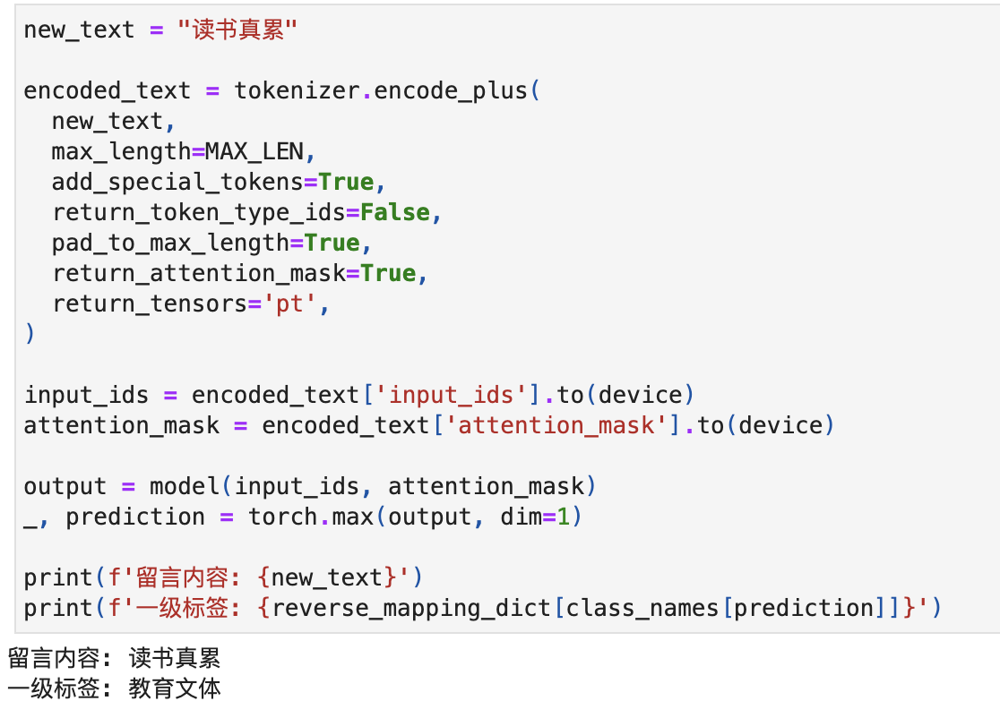 new_text = "读书真累"
encoded_text = tokenizer.encode_plus(
  new_text,
  max_length=MAX_LEN,
  add_special_tokens=True,
  return_token_type_ids=False,
  pad_to_max_length=True,
  return_attention_mask=True,
  return_tensors='pt',
)
input_ids = encoded_text['input_ids'].to(device)
attention_mask = encoded_text['attention_mask'].to(device)
output = model(input_ids, attention_mask)
_, prediction = torch.max(output, dim=1)
print(f'留言内容: {new_text}')
print(f'一级标签: {reverse_mapping_dict[class_names[prediction]]}')
留言内容: 读书真累
一级标签: 教育文体